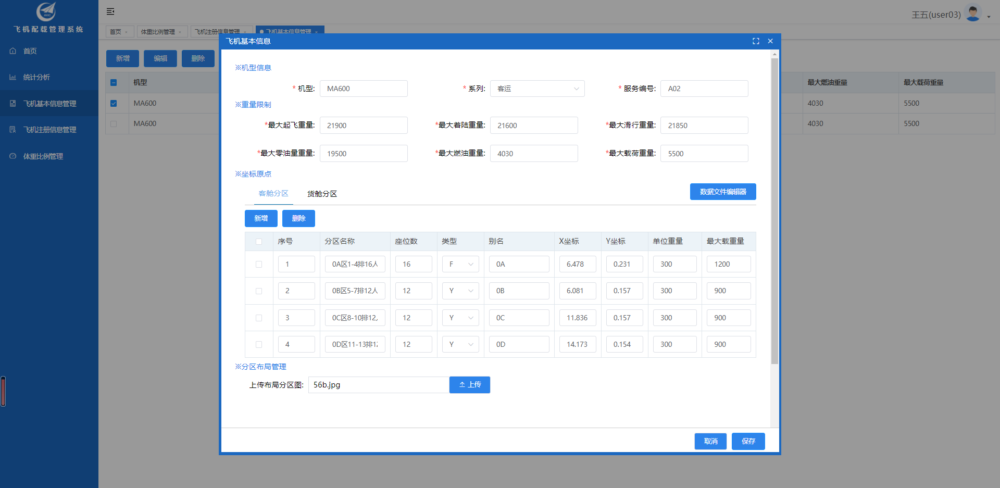 飞机配载管理系统
首页
统计分析
飞机基本信息管理
飞机注册信息管理
体重比例管理
王五(user03)
首页 体重比例管理 飞机注册信息管理 飞机基本信息管理
新增 编辑 删除
机型 最大燃油重量 最大载荷重量
MA600 4030 5500
MA600 4030 5500
飞机基本信息
※机型信息
* 机型: MA600 * 系列: 客运 * 服务编号: A02
※重量限制
*最大起飞重量: 21900 *最大着陆重量: 21600 *最大滑行重量: 21850
*最大零油量重量: 19500 *最大燃油重量: 4030 *最大载荷重量: 5500
※坐标原点
客舱分区 货舱分区 数据文件编辑器
新增 删除
序号 分区名称 座位数 类型 别名 X坐标 Y坐标 单位重量 最大载重量
1 0A区1-4排16人 16 F 0A 6.478 0.231 300 1200
2 0B区5-7排12人 12 Y 0B 6.081 0.157 300 900
3 0C区8-10排12 12 Y 0C 11.836 0.157 300 900
4 0D区11-13排12 12 Y 0D 14.173 0.154 300 900
※分区布局管理
上传布局分区图: 56b.jpg 上传
取消 保存